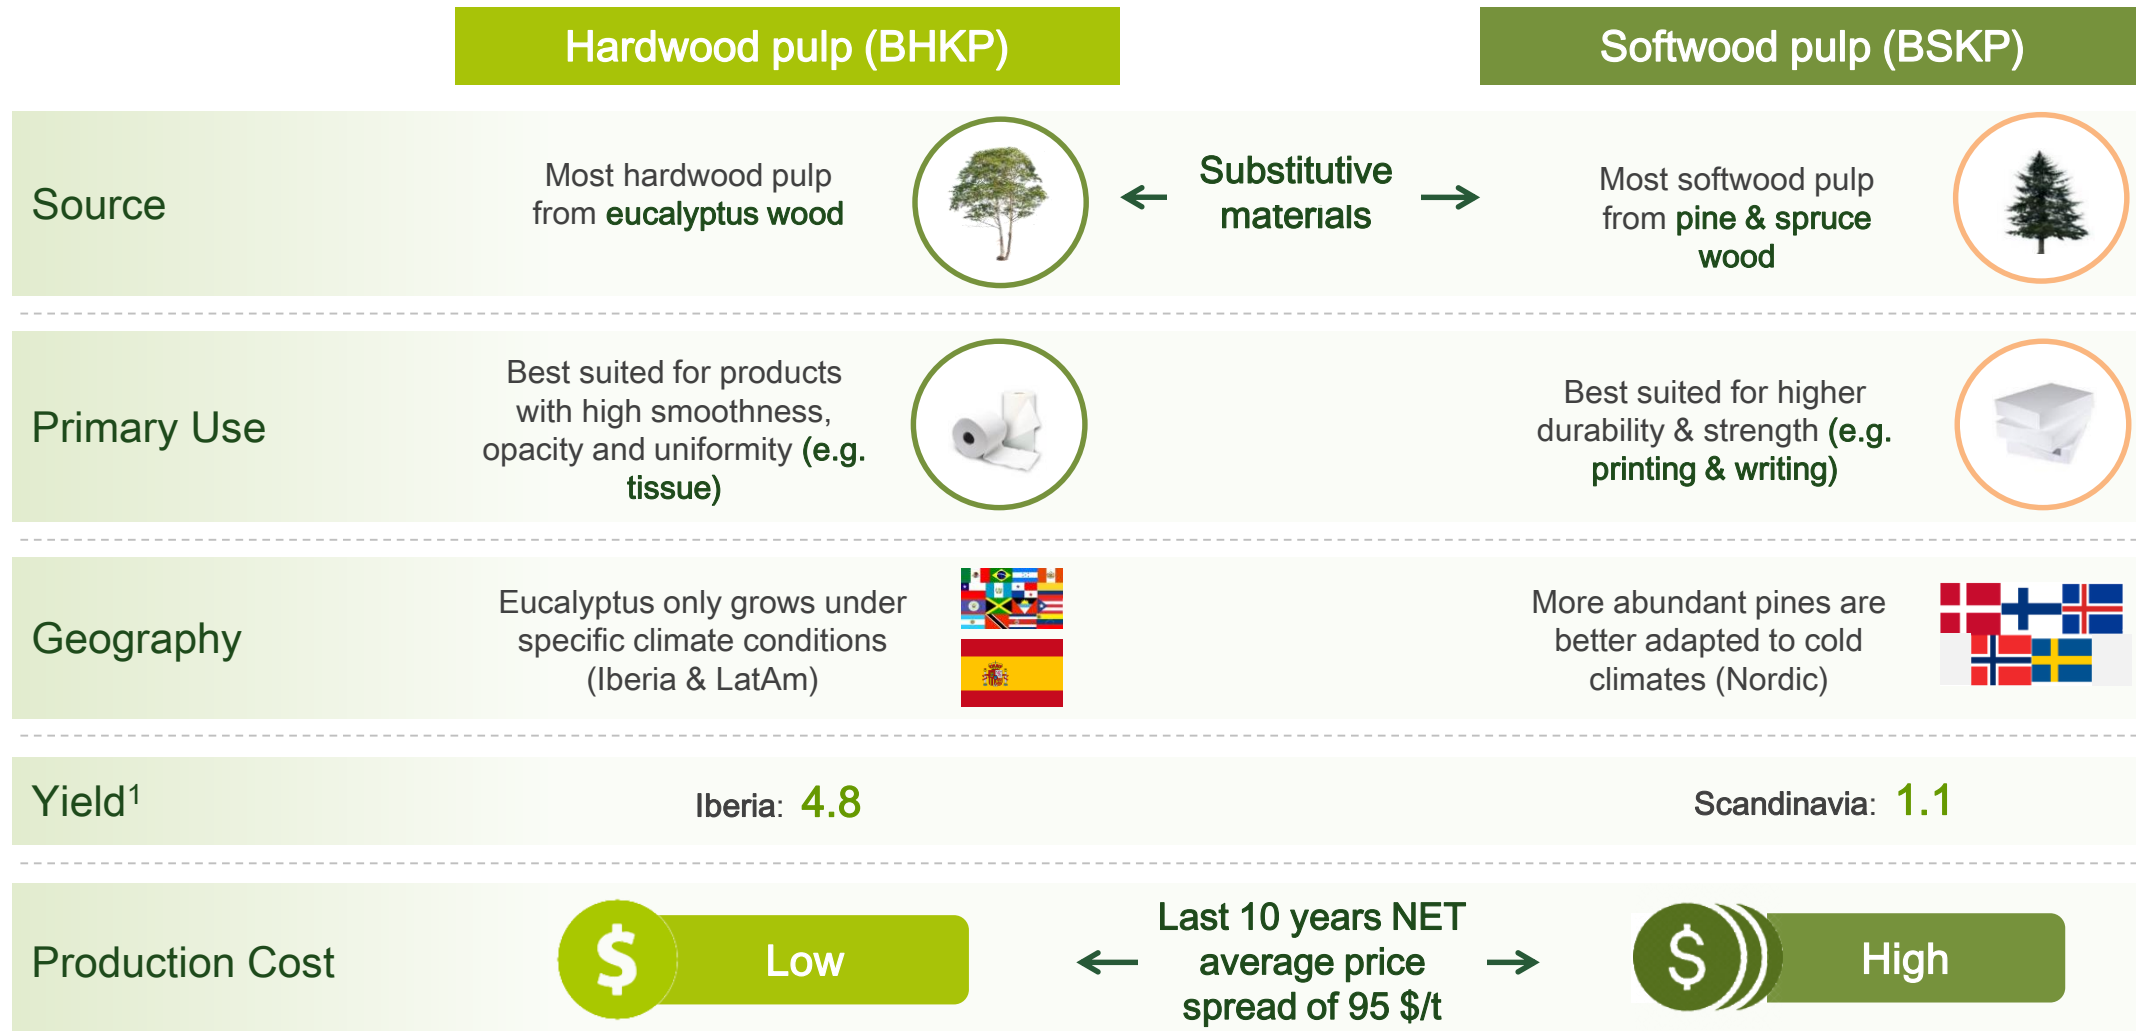 Hardwood pulp (BHKP)
Softwood pulp (BSKP)
Source
Most hardwood pulp
from eucalyptus wood
Substitutive
materials
Most softwood pulp
from pine & spruce
wood
Primary Use
Best suited for products
with high smoothness,
opacity and uniformity (e.g.
tissue)
Best suited for higher
durability & strength (e.g.
printing & writing)
Geography
Eucalyptus only grows under
specific climate conditions
(Iberia & LatAm)
More abundant pines are
better adapted to cold
climates (Nordic)
Yield¹
Iberia: 4.8
Scandinavia: 1.1
Production Cost
$ Low
Last 10 years NET
average price
spread of 95 $/t
$ High